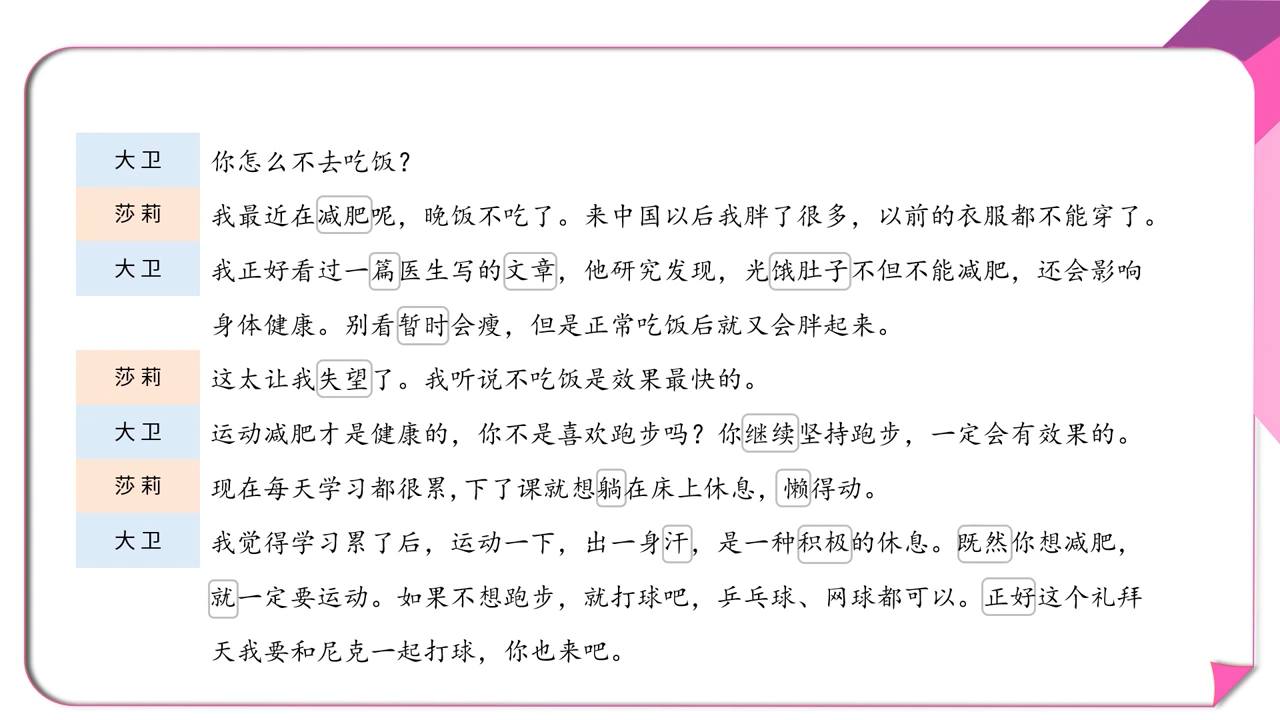 大卫 你怎么不去吃饭？
莎莉 我最近在减肥呢，晚饭不吃了。来中国以后我胖了很多，以前的衣服都不能穿了。
大卫 我正好看过一篇医生写的文章，他研究发现，光饿肚子不但不能减肥，还会影响
身体健康。别看暂时会瘦，但是正常吃饭后就又会胖起来。
莎莉 这太让我失望了。我听说不吃饭是效果最快的。
大卫 运动减肥才是健康的，你不是喜欢跑步吗？你继续坚持跑步，一定会有效果的。
莎莉 现在每天学习都很累，下了课就想躺在床上休息，懒得动。
大卫 我觉得学习累了后，运动一下，出一身汗，是一种积极的休息。既然你想减肥，
就一定要运动。如果不想跑步，就打球吧，乒乓球、网球都可以。正好这个礼拜
天我要和尼克一起打球，你也来吧。